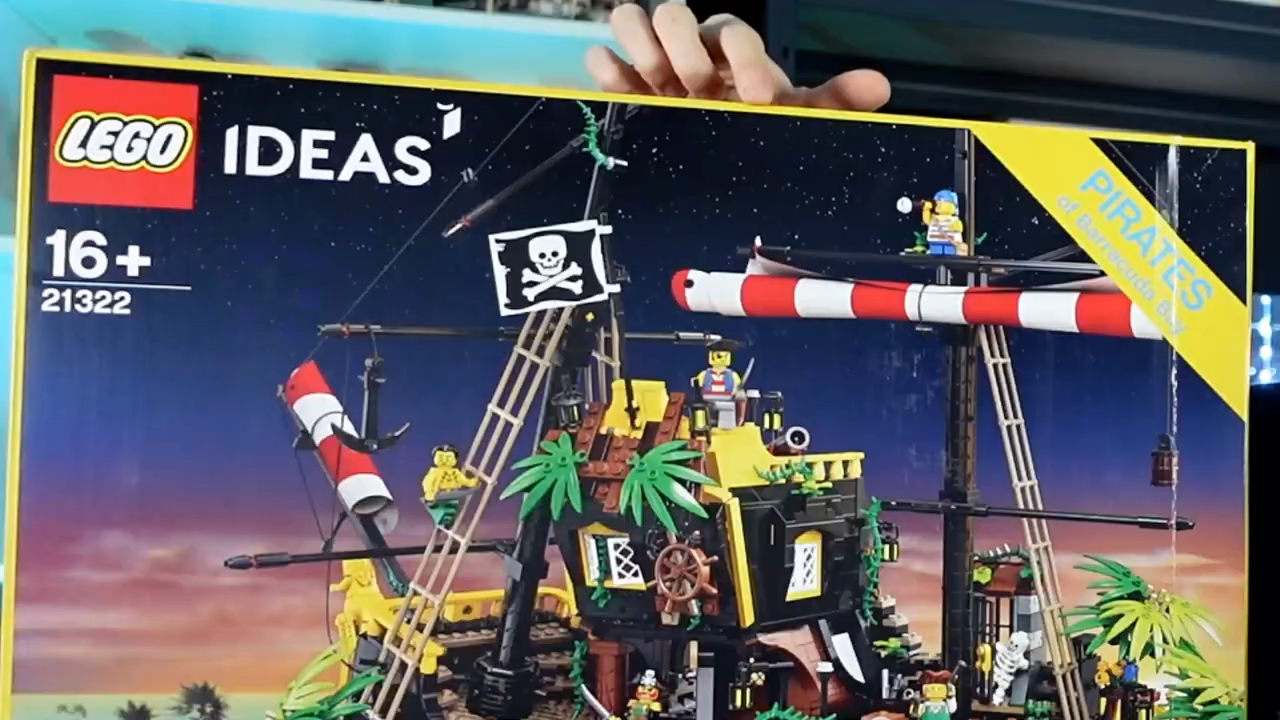 LEGO
IDEAS
16+
21322
PIRATES
of Barracuda Bay